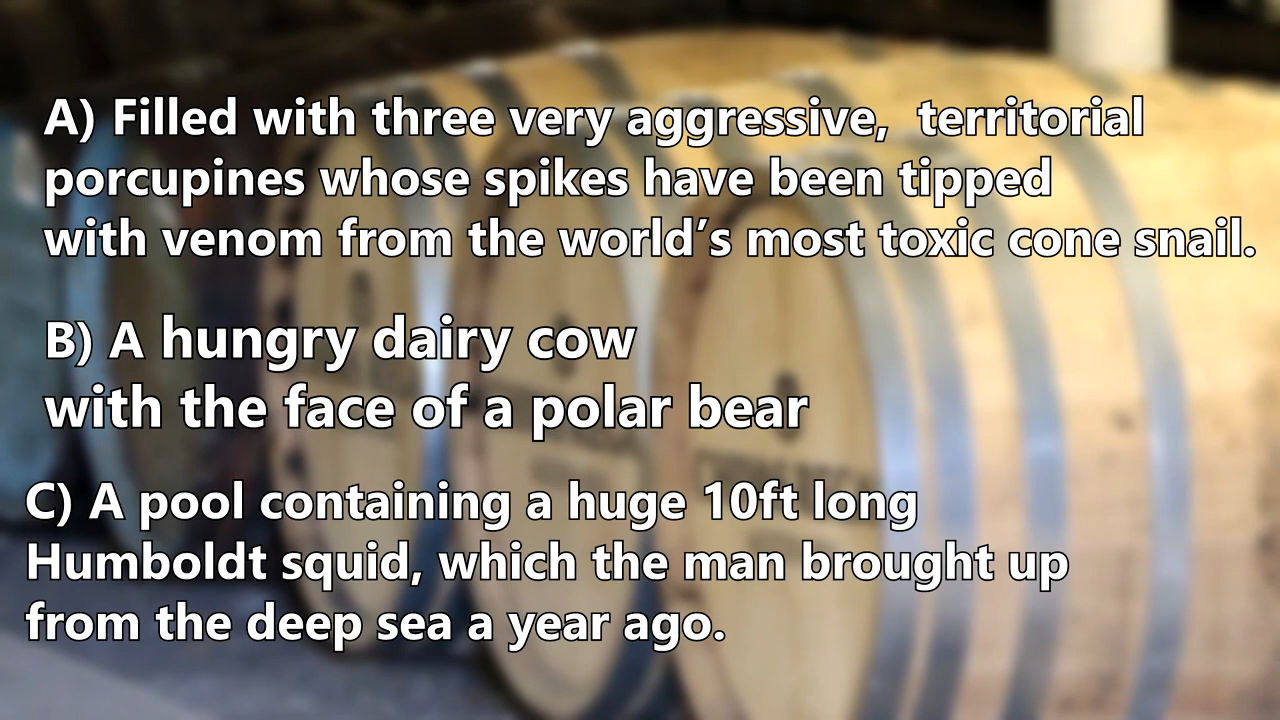 A) Filled with three very aggressive,  territorial
porcupines whose spikes have been tipped
with venom from the world’s most toxic cone snail.
B) A hungry dairy cow
with the face of a polar bear
C) A pool containing a huge 10ft long
Humboldt squid, which the man brought up
from the deep sea a year ago.